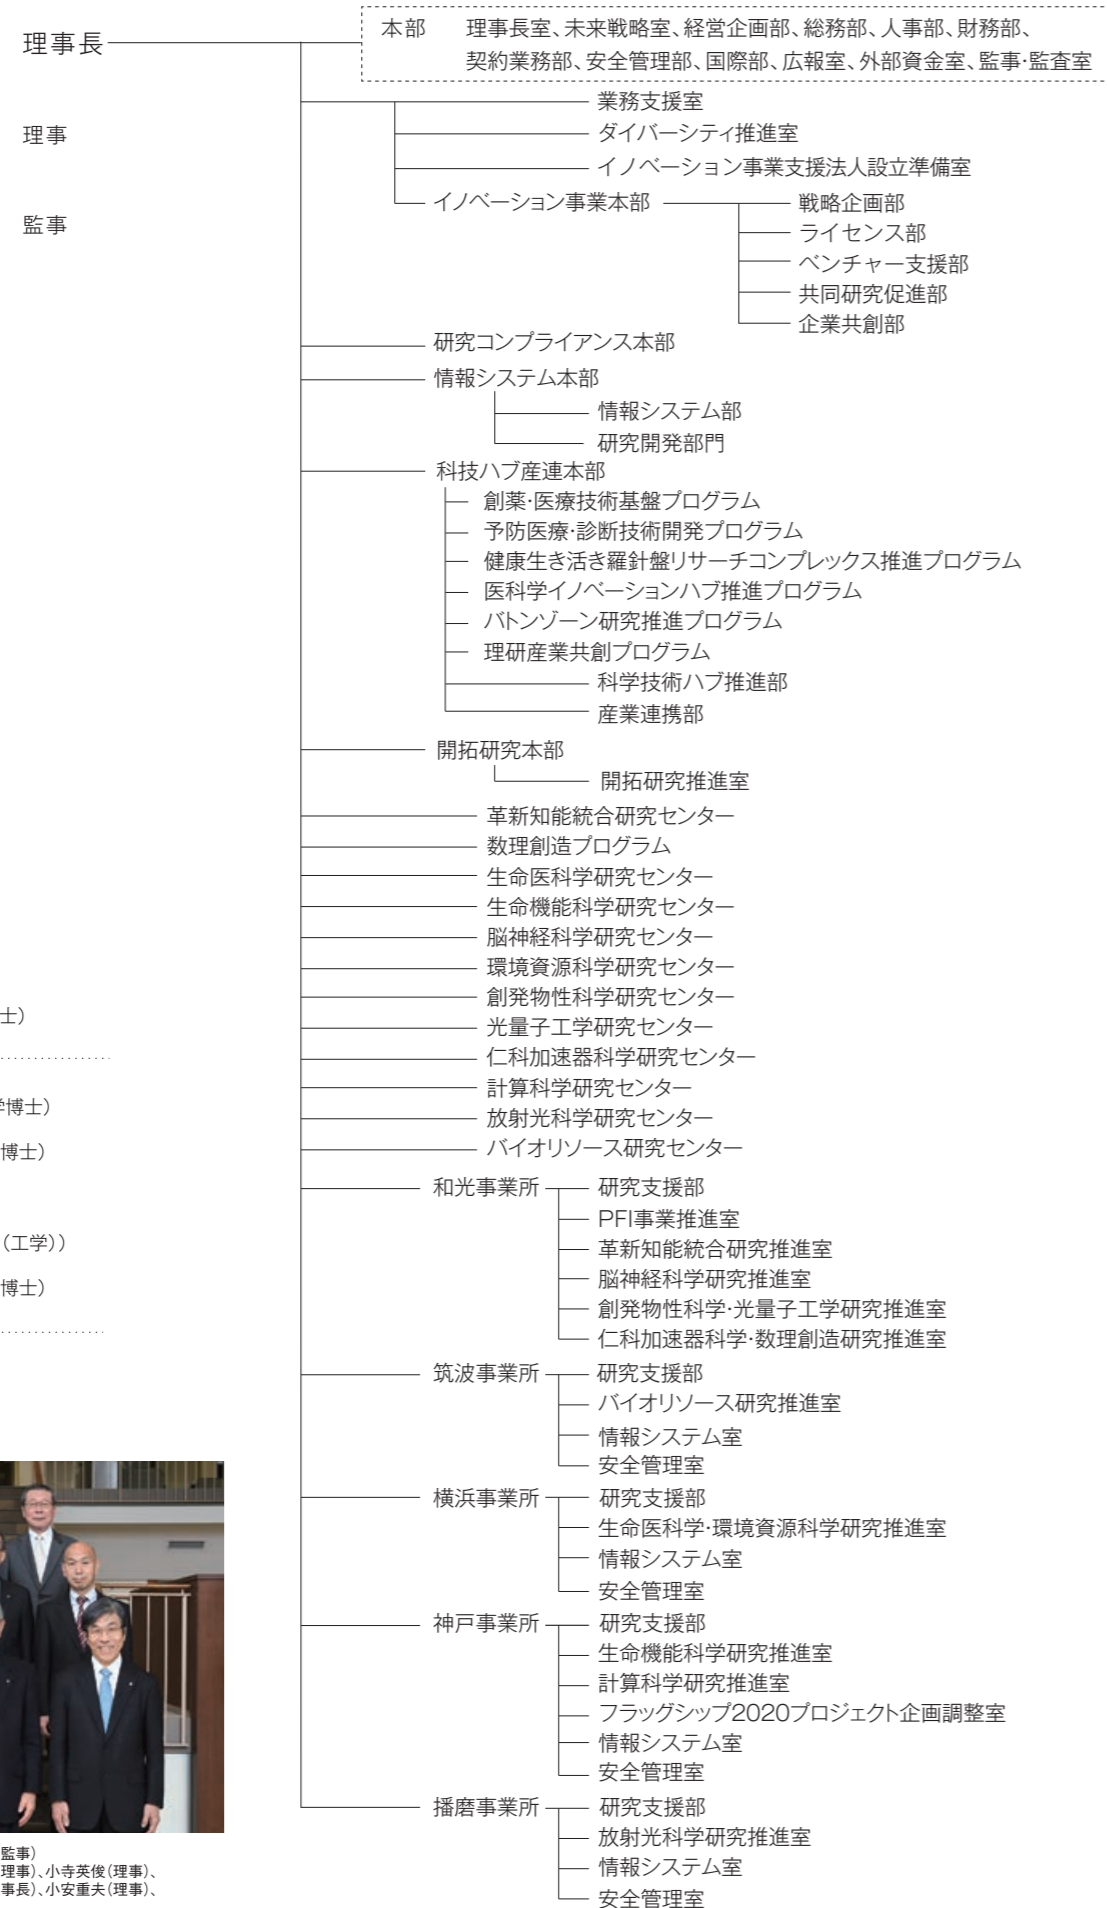 理事長
本部　理事長室、未来戦略室、経営企画部、総務部、人事部、財務部、
契約業務部、安全管理部、国際部、広報室、外部資金室、監事・監査室
理事
監事
業務支援室
ダイバーシティ推進室
イノベーション事業支援法人設立準備室
イノベーション事業本部
戦略企画部
ライセンス部
ベンチャー支援部
共同研究促進部
企業共創部
研究コンプライアンス本部
情報システム本部
情報システム部
研究開発部門
科技ハブ産連本部
創薬・医療技術基盤プログラム
予防医療・診断技術開発プログラム
健康生き活き羅針盤リサーチコンプレックス推進プログラム
医科学イノベーションハブ推進プログラム
バトンゾーン研究推進プログラム
理研産業共創プログラム
科学技術ハブ推進部
産業連携部
開拓研究本部
開拓研究推進室
革新知能統合研究センター
数理創造プログラム
生命医科学研究センター
生命機能科学研究センター
脳神経科学研究センター
環境資源科学研究センター
創発物性科学研究センター
光量子工学研究センター
仁科加速器科学研究センター
計算科学研究センター
放射光科学研究センター
バイオリソース研究センター
和光事業所
研究支援部
PFI事業推進室
革新知能統合研究推進室
脳神経科学研究推進室
創発物性科学・光量子工学研究推進室
仁科加速器科学・数理創造研究推進室
筑波事業所
研究支援部
バイオリソース研究推進室
情報システム室
安全管理室
横浜事業所
研究支援部
生命医科学・環境資源科学研究推進室
情報システム室
安全管理室
神戸事業所
研究支援部
生命機能科学研究推進室
計算科学研究推進室
フラッグシップ2020プロジェクト企画調整室
情報システム室
安全管理室
播磨事業所
研究支援部
放射光科学研究推進室
情報システム室
安全管理室
士）
学博士）
博士）
（工学））
博士）
監事）
理事）、小寺英俊（理事）、
事長）、小安重夫（理事）、